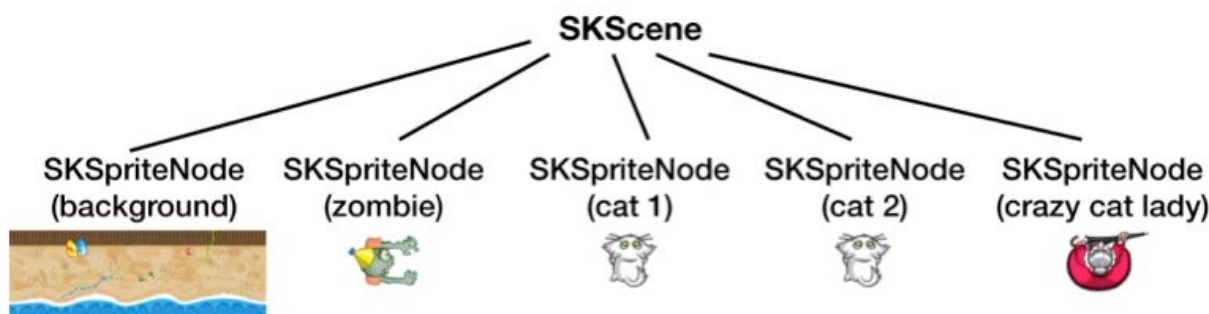 SKScene
SKSpriteNode
(background)
SKSpriteNode
(zombie)
SKSpriteNode
(cat 1)
SKSpriteNode
(cat 2)
SKSpriteNode
(crazy cat lady)